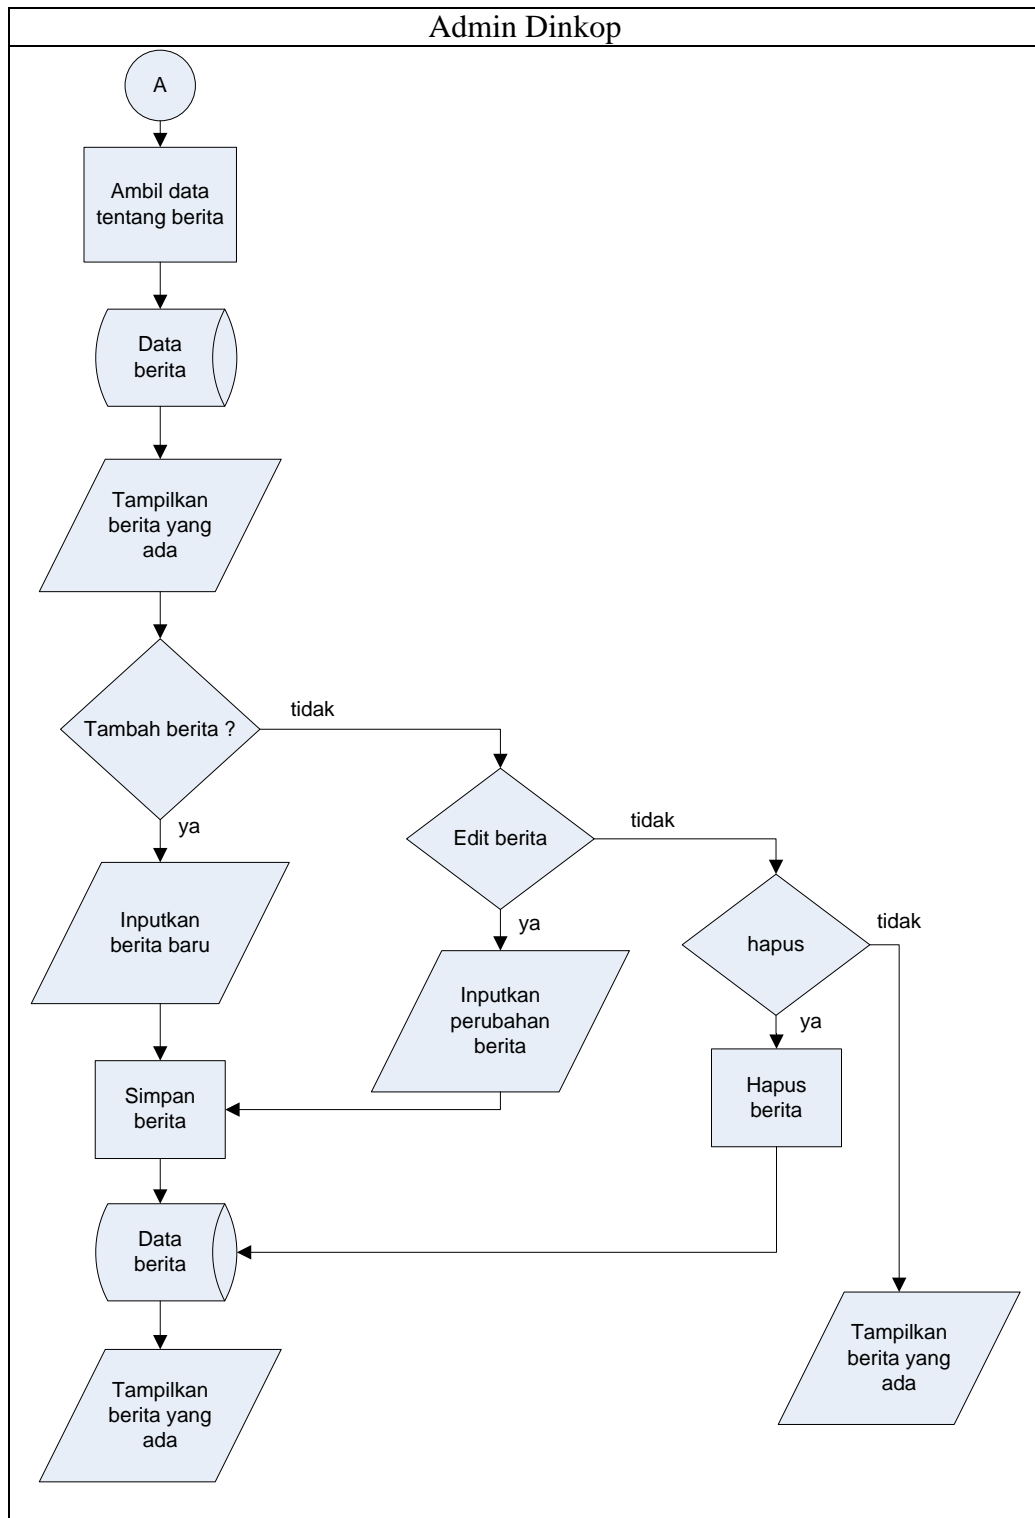 Admin Dinkop
A
Ambil data
tentang berita
Data
berita
Tampilkan
berita yang
ada
Tambah berita ?
tidak
ya
Edit berita
tidak
ya
hapus
tidak
ya
Inputkan
berita baru
Inputkan
perubahan
berita
Simpan
berita
Hapus
berita
Data
berita
Tampilkan
berita yang
ada
Tampilkan
berita yang
ada